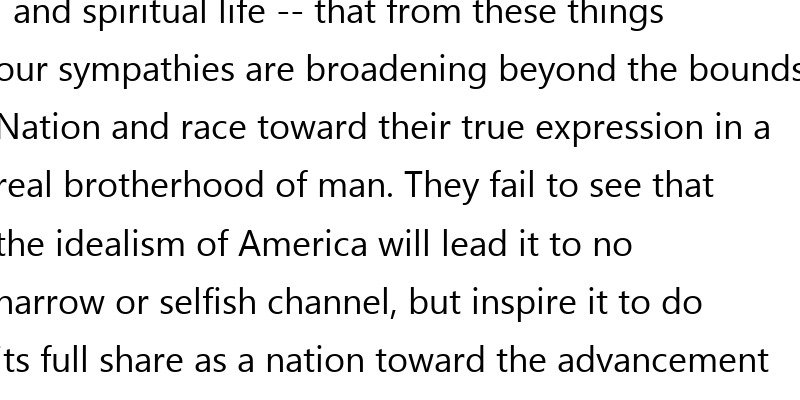 and spiritual life -- that from these things
our sympathies are broadening beyond the bounds
Nation and race toward their true expression in a
real brotherhood of man. They fail to see that
the idealism of America will lead it to no
narrow or selfish channel, but inspire it to do
its full share as a nation toward the advancement